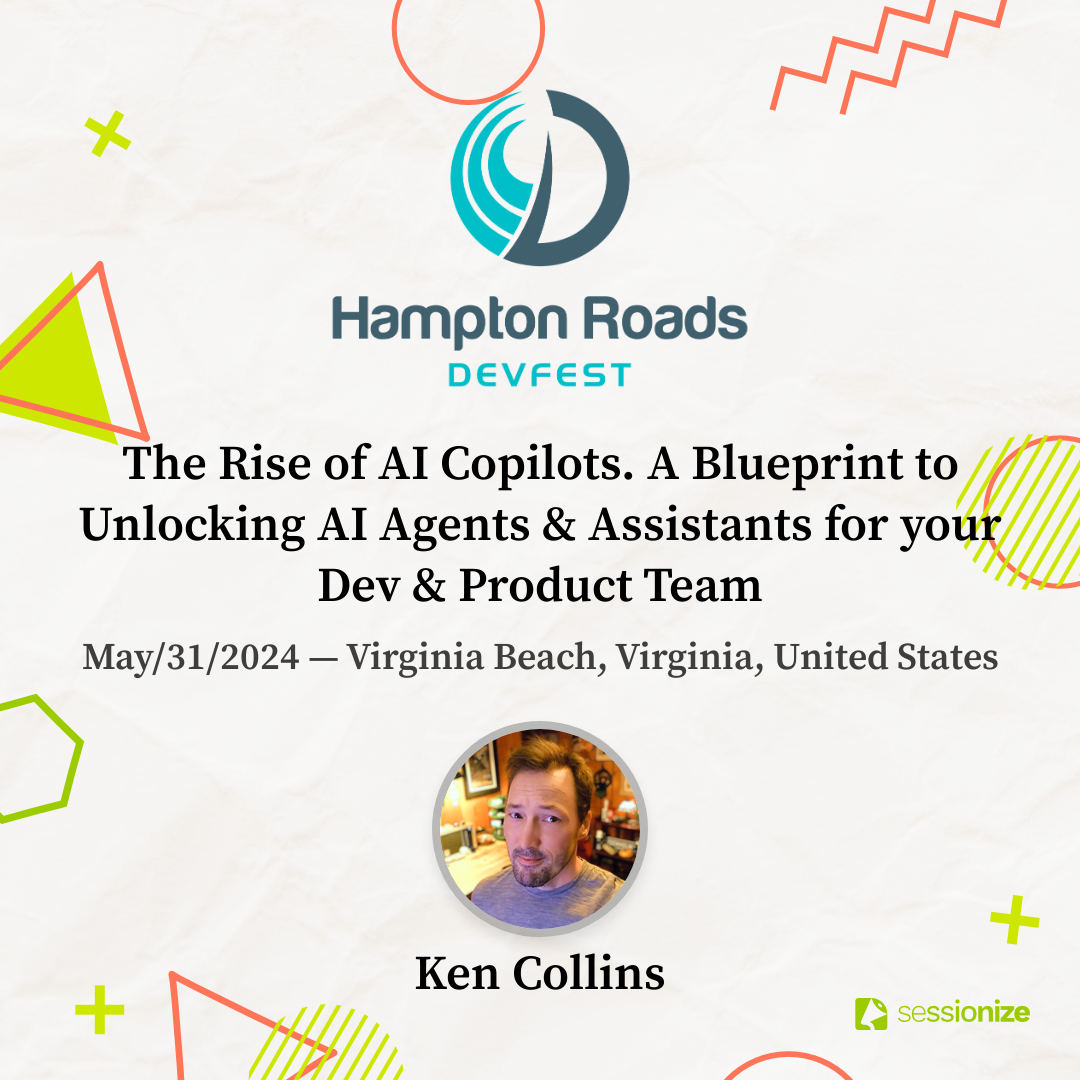 Hampton Roads
DEVFEST
The Rise of AI Copilots. A Blueprint to
Unlocking AI Agents & Assistants for your
Dev & Product Team
May/31/2024 — Virginia Beach, Virginia, United States
Ken Collins
sessionize